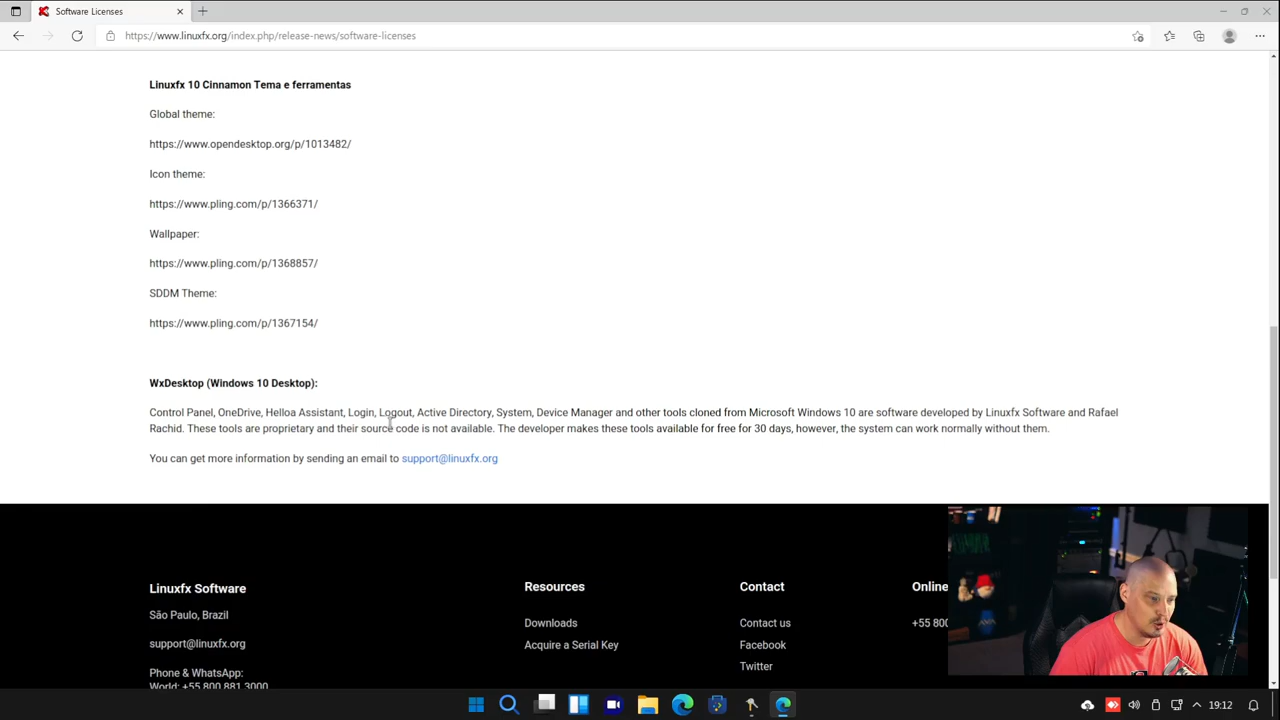 Software Licenses
https://www.linuxfx.org/index.php/release-news/software-licenses
Linuxfx 10 Cinnamon Tema e ferramentas
Global theme:
https://www.opendesktop.org/p/1013482/
Icon theme:
https://www.pling.com/p/1366371/
Wallpaper:
https://www.pling.com/p/1368857/
SDDM Theme:
https://www.pling.com/p/1367154/
WxDesktop (Windows 10 Desktop):
Control Panel, OneDrive, Helloa Assistant, Login, Logout, Active Directory, System, Device Manager and other tools cloned from Microsoft Windows 10 are software developed by Linuxfx Software and Rafael
Rachid. These tools are proprietary and their source code is not available. The developer makes these tools available for free for 30 days, however, the system can work normally without them.
You can get more information by sending an email to support@linuxfx.org
Linuxfx Software
São Paulo, Brazil
support@linuxfx.org
Phone & WhatsApp:
World: +55 800 881 3000
Resources
Downloads
Acquire a Serial Key
Contact
Contact us
Facebook
Twitter
Online
+55 800
19:12